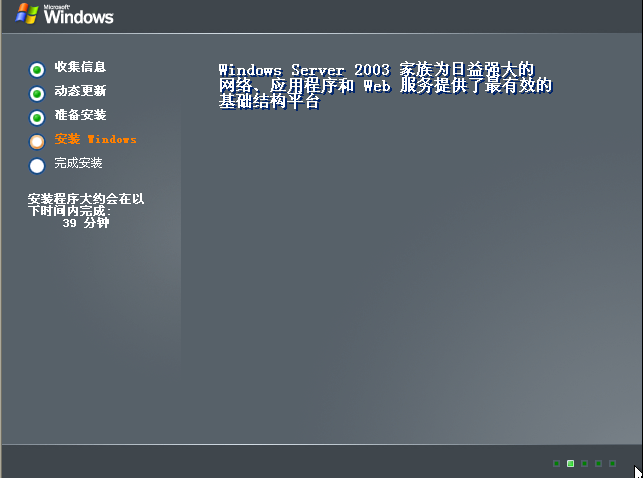 Microsoft
Windows
收集信息
动态更新
准备安装
安装 Windows
完成安装
安装程序大约会在以
下时间内完成:
39 分钟
Windows Server 2003 家族为日益强大的
网络、应用程序和 Web 服务提供了最有效的
基础结构平台